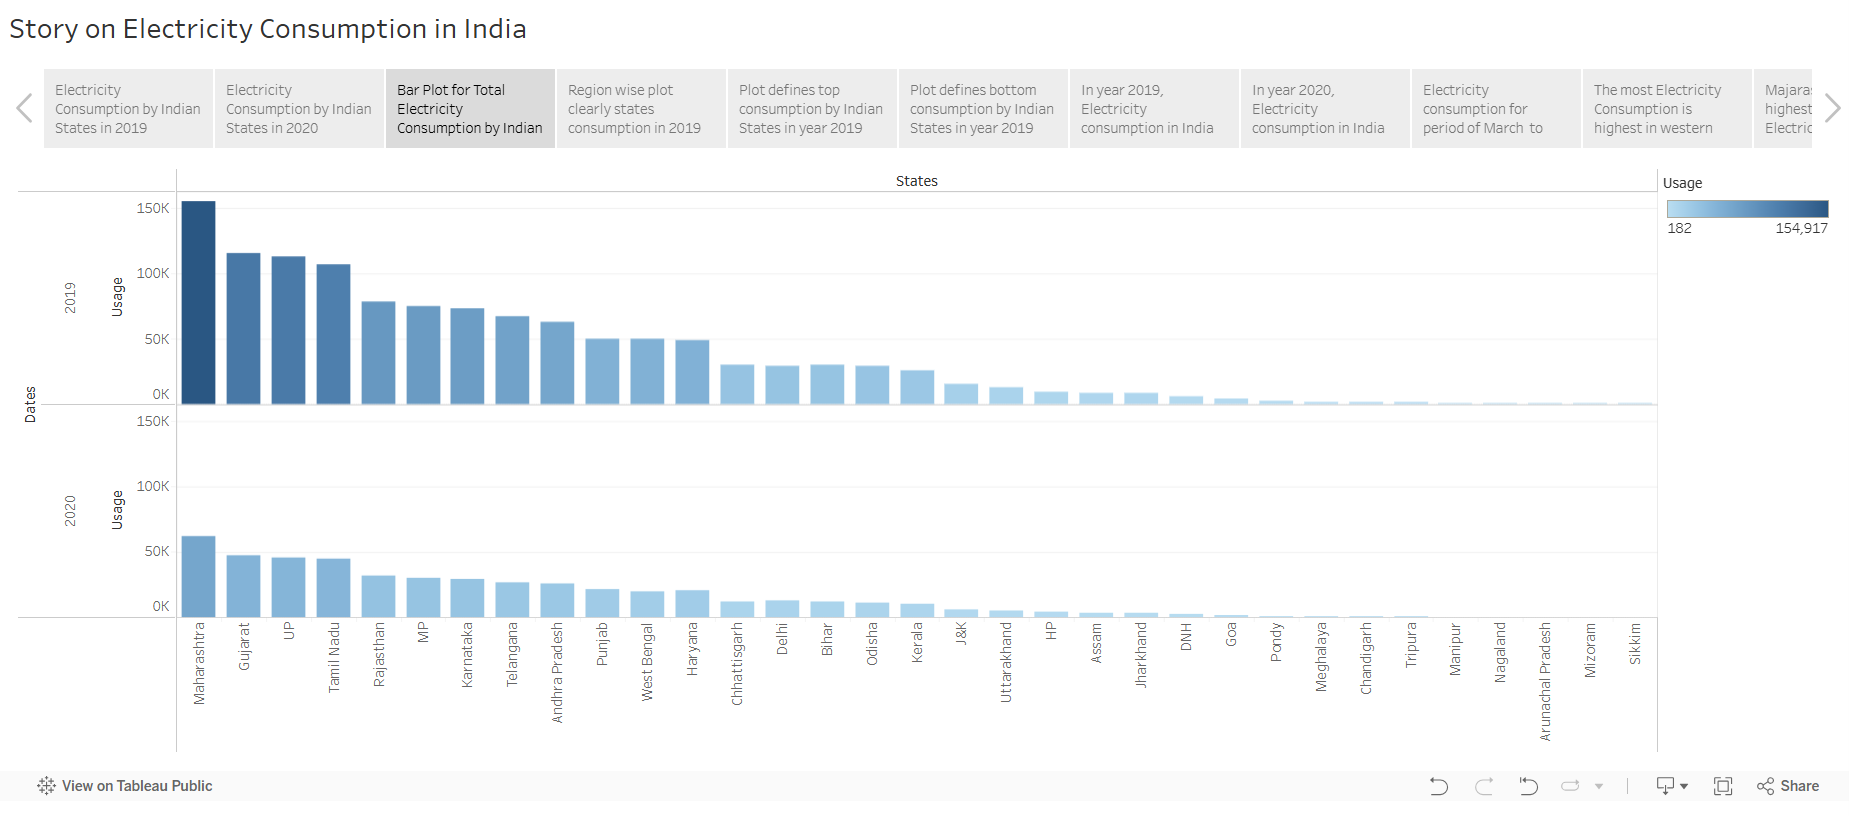 Story on Electricity Consumption in India
Electricity
Consumption by Indian
States in 2019
Electricity
Consumption by Indian
States in 2020
Bar Plot for Total
Electricity
Consumption by Indian
Region wise plot
clearly states
consumption in 2019
Plot defines top
consumption by Indian
States in year 2019
Plot defines bottom
consumption by Indian
States in year 2019
In year 2019,
Electricity
consumption in India
In year 2020,
Electricity
consumption in India
Electricity
consumption for
period of March to
The most Electricity
Consumption is
highest in western
Majaras
highest
Electric
States
Usage
182 154,917
Dates
2019
Usage
150K
100K
50K
0K
2020
Usage
150K
100K
50K
0K
Maharashtra
Gujarat
UP
Tamil Nadu
Rajasthan
MP
Karnataka
Telangana
Andhra Pradesh
Punjab
West Bengal
Haryana
Chhattisgarh
Delhi
Bihar
Odisha
Kerala
J&K
Uttarakhand
HP
Assam
Jharkhand
DNH
Goa
Pondy
Meghalaya
Chandigarh
Tripura
Manipur
Nagaland
Arunachal Pradesh
Mizoram
Sikkim
View on Tableau Public
Share